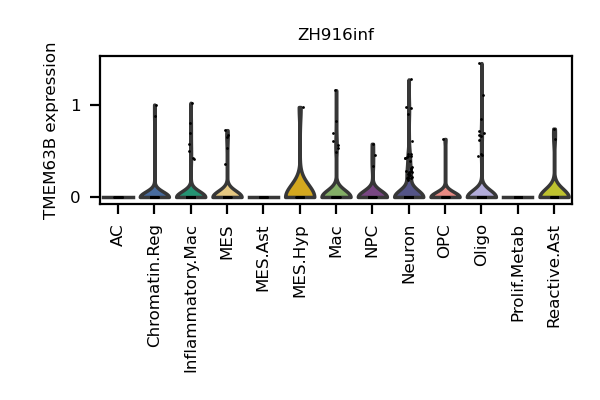 ZH916inf
TMEM63B expression
1
0
AC
Chromatin.Reg
Inflammatory.Mac
MES
MES.Ast
MES.Hyp
Mac
NPC
Neuron
OPC
Oligo
Prolif.Metab
Reactive.Ast